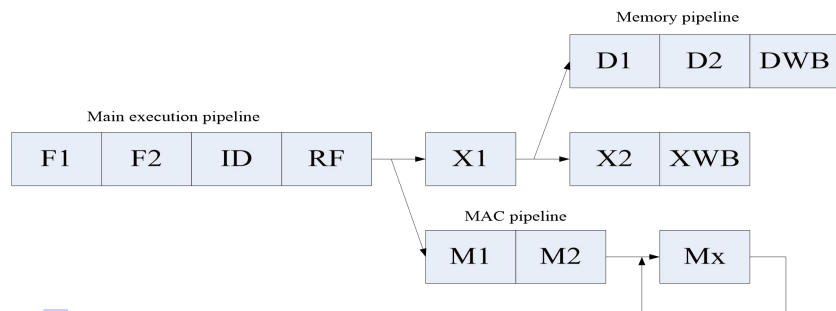 Memory pipeline
D1 D2 DWB
Main execution pipeline
F1 F2 ID RF X1 X2 XWB
MAC pipeline
M1 M2 Mx